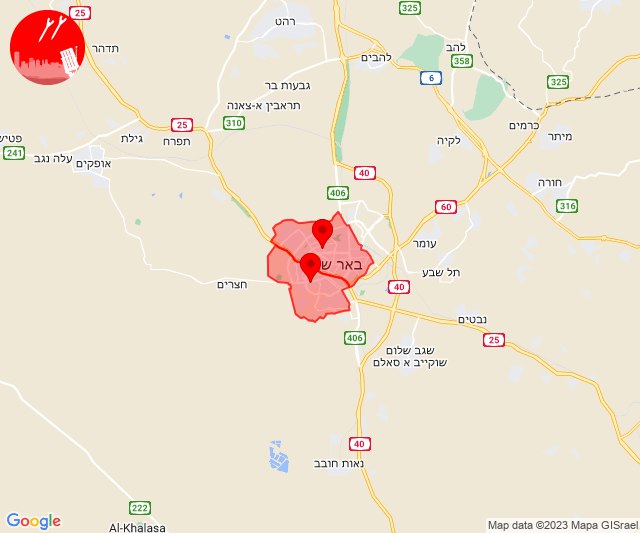 25
רהט
325
תדהר
להב
358
להבים
6
325
גבעות בר
תראבין א-צאנה
כרמים
25
310
פטיש
241
גילת
תפרח
לקיה
מיתר
עלה נגב
אופקים
40
חורה
406
60
316
עומר
באר ש
תל שבע
חצרים
40
נבטים
406
25
שגב שלום
שוקייב א סאלם
40
נאות חובב
222
Al-Khalasa
Google
Map data ©2023 Mapa GISrael